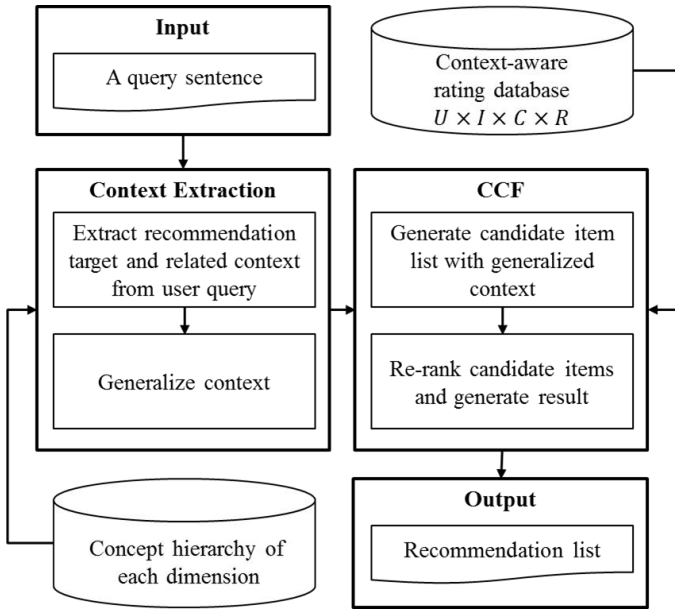 Input
A query sentence
Context-aware
rating database
U × I × C × R
Context Extraction
Extract recommendation
target and related context
from user query
Generalize context
CCF
Generate candidate item
list with generalized
context
Re-rank candidate items
and generate result
Concept hierarchy of
each dimension
Output
Recommendation list